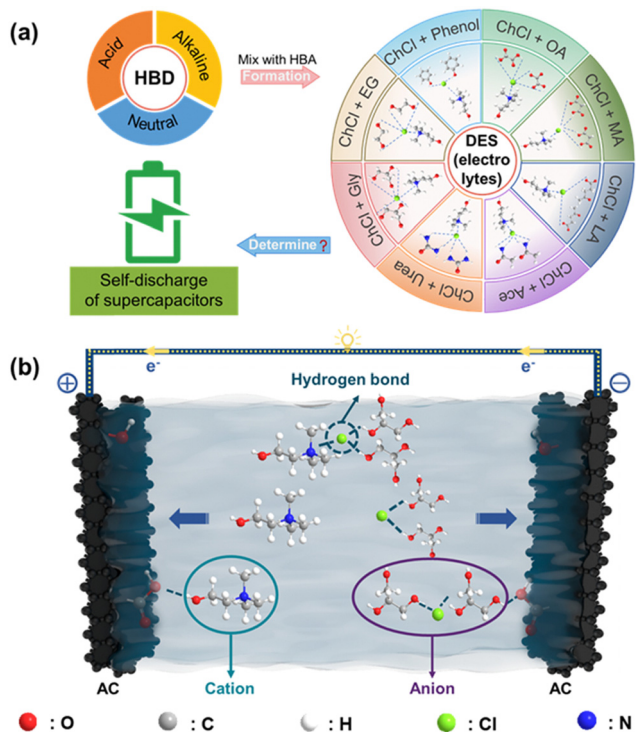 (a)
Acid
Alkaline
Neutral
HBD
Mix with HBA
Formation
ChCl + Phenol
ChCl + OA
ChCl + MA
ChCl + LA
ChCl + Ace
ChCl + Urea
ChCl + Gly
ChCl + EG
DES
(electro
lytes)
Determine ?
Self-discharge
of supercapacitors
(b)
e-
e-
+
−
Hydrogen bond
AC
Cation
Anion
AC
: O
: C
: H
: Cl
: N